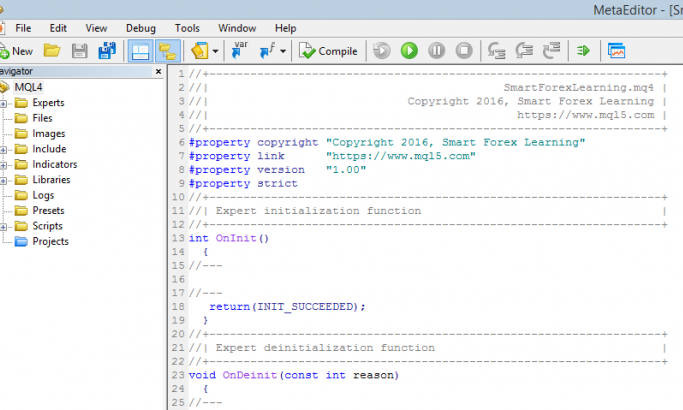 MetaEditor - [S
File Edit View Debug Tools Window Help
New var f Compile
avigator ×
MQL4
Experts
Files
Images
Include
Indicators
Libraries
Logs
Presets
Scripts
Projects
1 //+------------------------------------------------------------------+
2 //| SmartForexLearning.mq4 |
3 //| Copyright 2016, Smart Forex Learning |
4 //| https://www.mql5.com |
5 //+------------------------------------------------------------------+
6 #property copyright "Copyright 2016, Smart Forex Learning"
7 #property link "https://www.mql5.com"
8 #property version "1.00"
9 #property strict
10 //+------------------------------------------------------------------+
11 //| Expert initialization function |
12 //+------------------------------------------------------------------+
13 int OnInit()
14 {
15 //---
16
17 //---
18 return(INIT_SUCCEEDED);
19 }
20 //+------------------------------------------------------------------+
21 //| Expert deinitialization function |
22 //+------------------------------------------------------------------+
23 void OnDeinit(const int reason)
24 {
25 //---